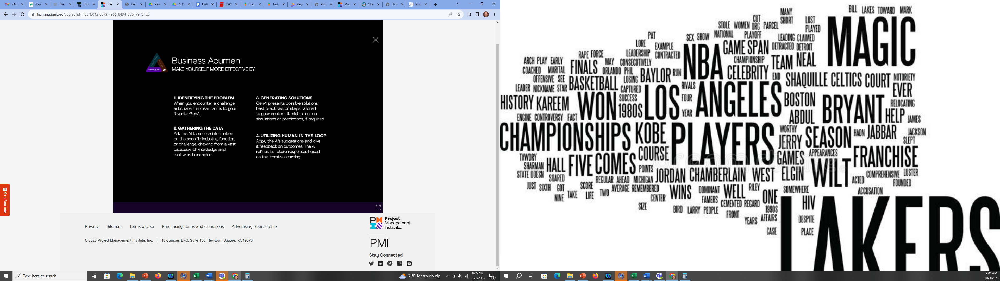 Inbo
Cap
The
Thou
Gen
Pers
AI K
Unti
ESPN
Insta
Insta
Page
Proc
Mon
Clie
Octo
Stra
learning.pmi.org/course?id=48c7b04a-0e79-4956-8434-b5b479ff812e
Business Acumen
MAKE YOURSELF MORE EFFECTIVE BY:
1. IDENTIFYING THE PROBLEM
When you encounter a challenge,
articulate it in clear terms to your
favorite GenAI.
2. GATHERING THE DATA
Ask the AI to source information
on the specific industry, function,
or challenge, drawing from a vast
database of knowledge and
real-world examples.
3. GENERATING SOLUTIONS
GenAI presents possible solutions,
best practices, or steps tailored
to your context. It might also run
simulations or predictions, if required.
4. UTILIZING HUMAN-IN-THE-LOOP
Apply the AI's suggestions and give
it feedback on outcomes. The AI
refines its future responses based
on this iterative learning.
Give Feedback
Privacy Sitemap Terms of Use Purchasing Terms and Conditions Advertising Sponsorship
© 2023 Project Management Institute, Inc. | 18 Campus Blvd, Suite 150, Newtown Square, PA 19073
Project
Management
Institute.
PMI
Stay Connected
Type here to search
61°F Mostly cloudy
9:05 AM
10/3/2023
BILL LAKES TOWARD MARK
MANY
SHORT
CUT
LOST
STOLE WOMEN ORG PARCEL
PLAYED
MAGIC
PAT
SEX SHOW NATIONAL PLAYOFF
LEADING CLAIMED
LORE
EXAMPLE
NBA
GAME SPAN
DETRACTED DETROIT
RAPE FORCE
LEADERSHIP
CONTRACTED
CHAMPIONSHIP
TEAM NEAL
ARCH PLAY EARLY
FINALS
MAY
CONSECUTIVELY
COACHED MARITAL
ORLANDO PHIL
BAYLOR
RUN
CELEBRITY
END
SHAQUILLE CELTICS COURT
NOTORIETY
OFFENSIVE SEE
BASKETBALL
LOSING
RIVALS
LEADER NICKNAME STAR
CAPTURED
LOS
ANGELES
EVER
HISTORY KAREEM
WON
SUCCESS
1980S
FOUR
BOSTON
BRYANT
RELOCATING
YEAR
ABDUL
HELP
JAMES
ENGINE CONTROVERSY FACT
CHAMPIONSHIPS
KOBE
PLAYERS
WORTHY
SEASON
HADN
JABBAR
JACKSON
JERRY
SLEPT
COURSE
APPEARANCES
FRANCHISE
TAWDRY
HALL
FIVE
COMES
GAMES
WILT
SHARMAN
STATE DOESN
SOARED
POINTS
JORDAN
CHAMBERLAIN
WEST
ELGIN
COMPREHENSIVE
LUSTER
JUST SIXTH GOT
SCORE
REGULAR AHEAD MICHIGAN
ACTED
FOUNDED
NINE
TAKE
LIFE
TWO
AVERAGE REMEMBERED
CENTER
WINS
DOMINANT
WELL
RILEY
SOMEWHERE
ACCUSATION
FAMERS
ONE
SIZE
BIRD
LARRY PEOPLE
CEMENTED REGARD
1990S
HIV
LAKERS
FRONT
YEARS
AFFAIRS
DESPITE
CASE
PLACE
9:05 AM
10/3/2023